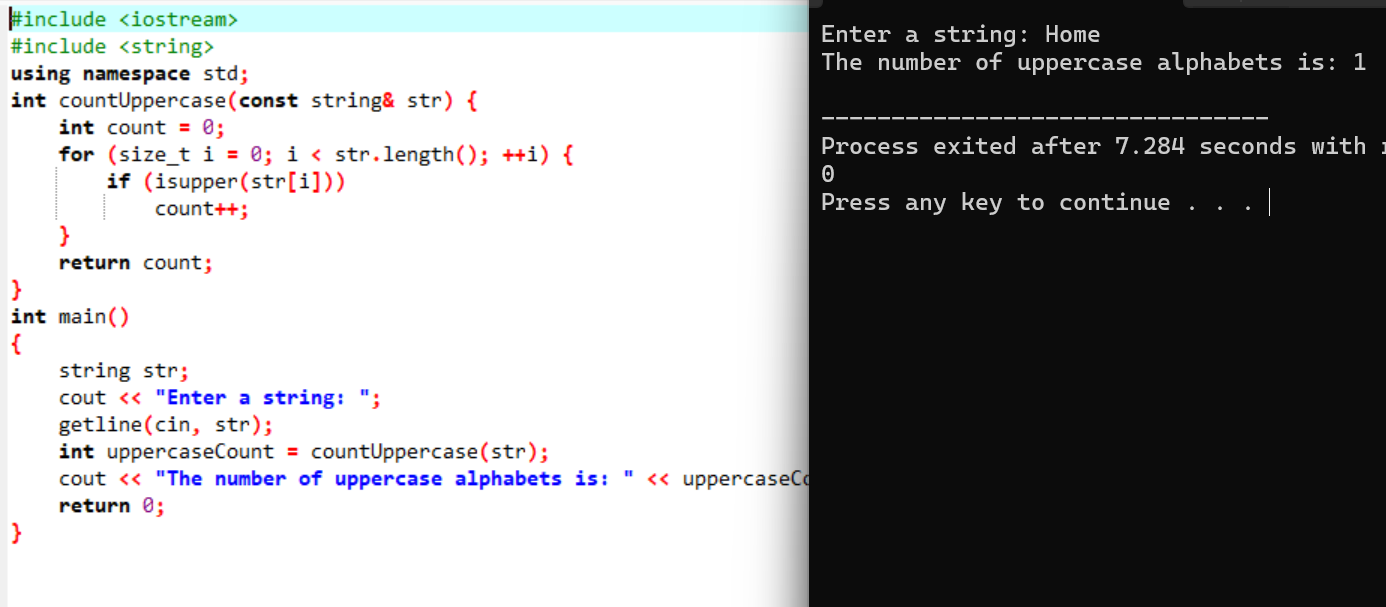 #include <iostream>
#include <string>
using namespace std;
int countUppercase(const string& str) {
    int count = 0;
    for (size_t i = 0; i < str.length(); ++i) {
        if (isupper(str[i]))
            count++;
    }
    return count;
}
int main()
{
    string str;
    cout << "Enter a string: ";
    getline(cin, str);
    int uppercaseCount = countUppercase(str);
    cout << "The number of uppercase alphabets is: " <<
    return 0;
}
Enter a string: Home
The number of uppercase alphabets is: 1
--------------------------------
Process exited after 7.284 seconds with
0
Press any key to continue . . .